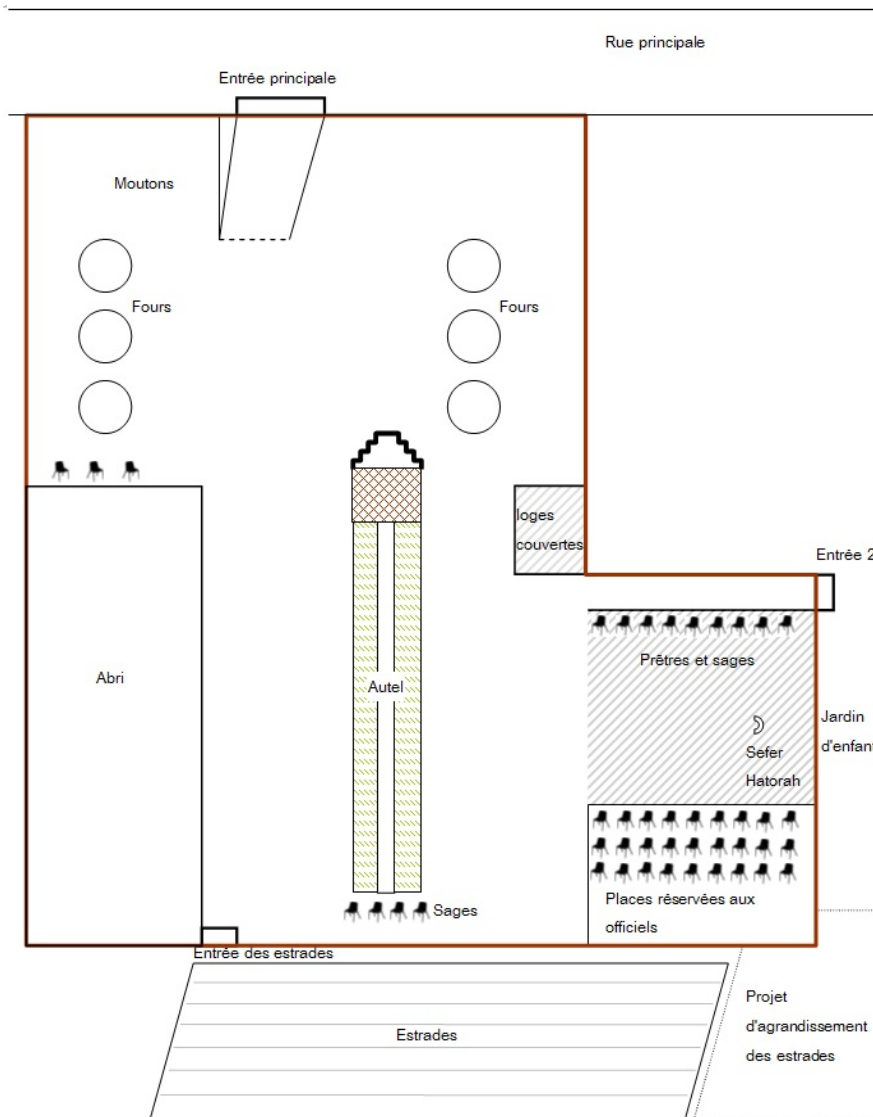 Rue principale
Entrée principale
Moutons
Fours
Fours
loges
couvertes
Entrée 2
Prêtres et sages
Abri
Autel
Jardin
d'enfant
Sefer
Hatorah
Places réservées aux
officiels
Sages
Entrée des estrades
Projet
d'agrandissement
des estrades
Estrades